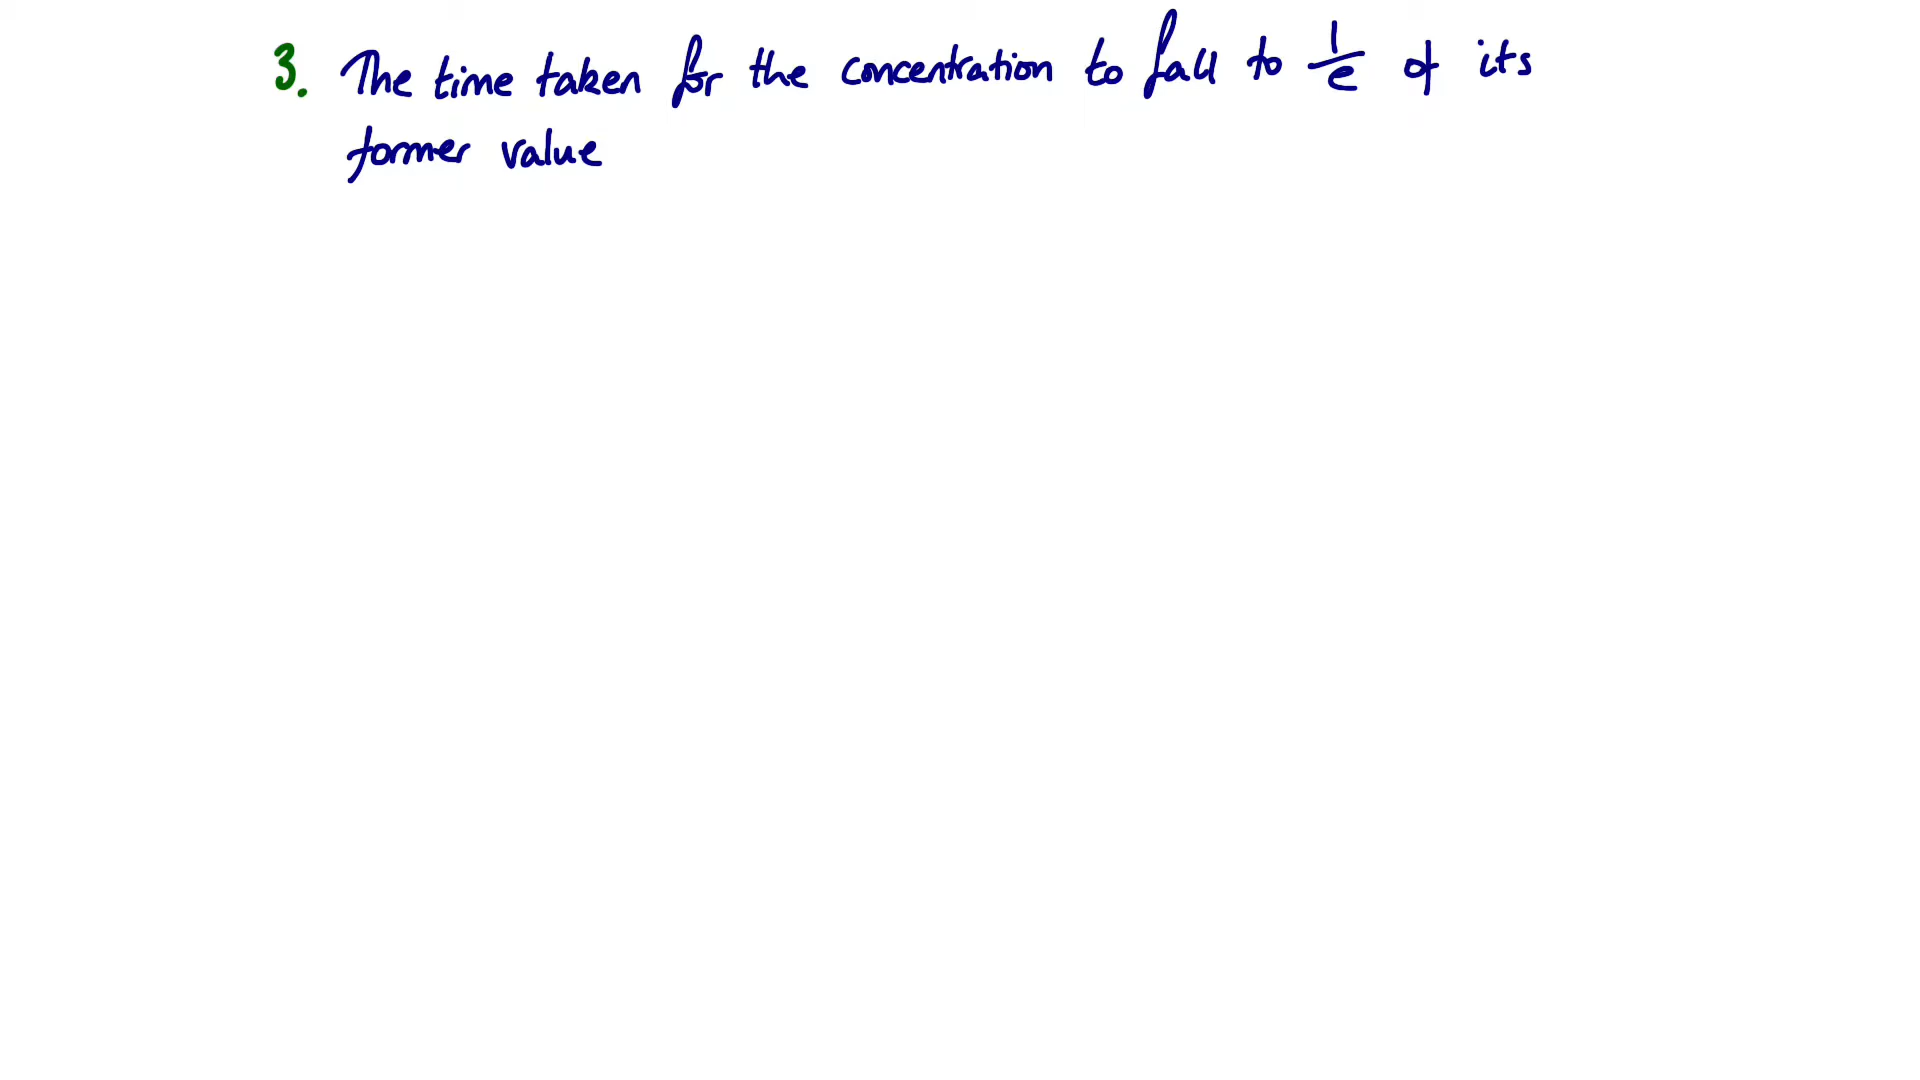 3. The time taken for the concentration to fall to 1/e of its
former value